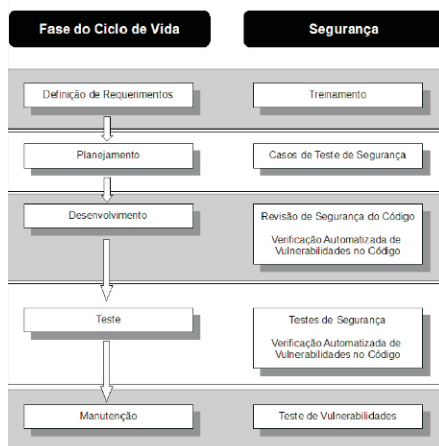 Fase do Ciclo de Vida
Segurança
Definição de Requerimentos
Treinamento
Planejamento
Casos de Teste de Segurança
Desenvolvimento
Revisão de Segurança do Código
Verificação Automatizada de
Vulnerabilidades no Código
Teste
Testes de Segurança
Verificação Automatizada de
Vulnerabilidades no Código
Manutenção
Teste de Vulnerabilidades